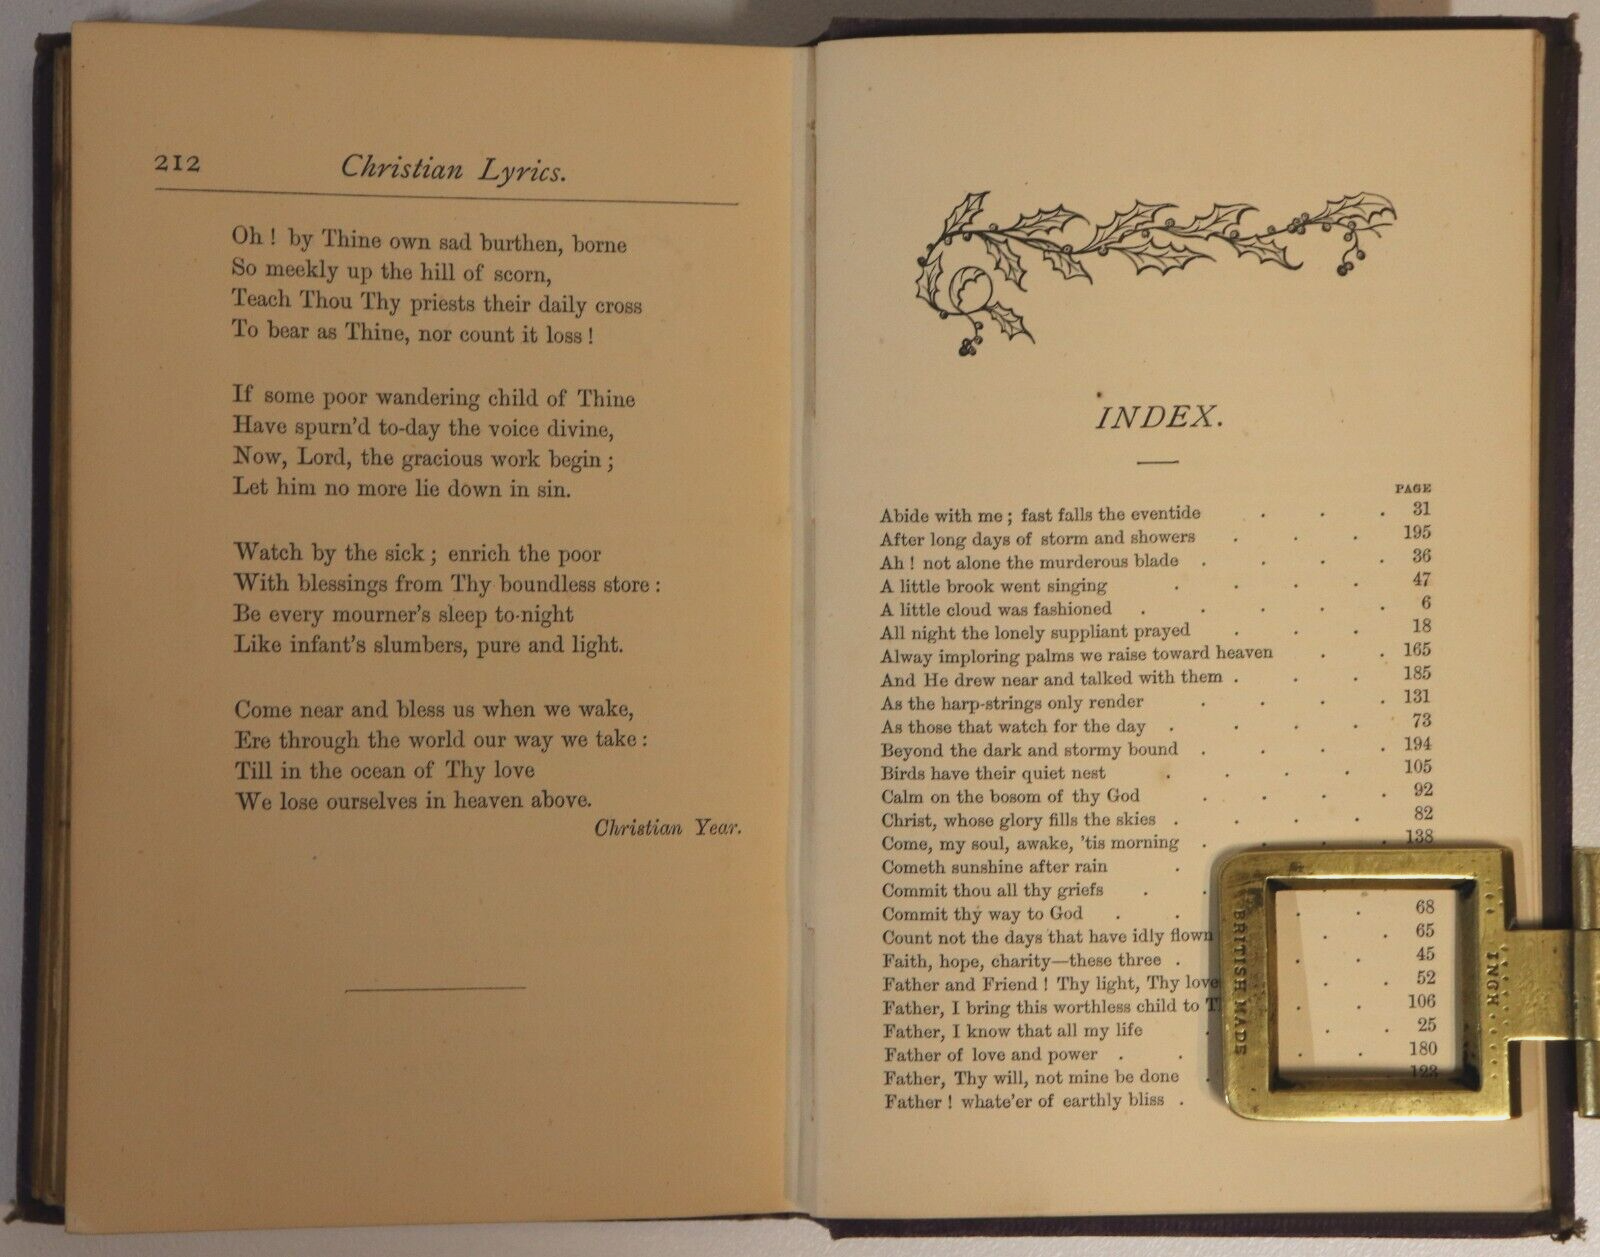 212
Christian Lyrics.
Oh ! by Thine own sad burthen, borne
So meekly up the hill of scorn,
Teach Thou Thy priests their daily cross
To bear as Thine, nor count it loss !
If some poor wandering child of Thine
Have spurn'd to-day the voice divine,
Now, Lord, the gracious work begin ;
Let him no more lie down in sin.
Watch by the sick ; enrich the poor
With blessings from Thy boundless store :
Be every mourner's sleep to-night
Like infant's slumbers, pure and light.
Come near and bless us when we wake,
Ere through the world our way we take :
Till in the ocean of Thy love
We lose ourselves in heaven above.
Christian Year.
INDEX.
PAGE
Abide with me ; fast falls the eventide . . . 31
After long days of storm and showers . . . 195
Ah ! not alone the murderous blade . . . . 36
A little brook went singing . . . . 47
A little cloud was fashioned . . . . . 6
All night the lonely suppliant prayed . . . 18
Alway imploring palms we raise toward heaven . . 165
And He drew near and talked with them . . . 185
As the harp-strings only render . . . . 131
As those that watch for the day . . . . 73
Beyond the dark and stormy bound . . . . 194
Birds have their quiet nest . . . . 105
Calm on the bosom of thy God . . . . 92
Christ, whose glory fills the skies . . . . 82
Come, my soul, awake, 'tis morning . . . . 138
Cometh sunshine after rain .
Commit thou all thy griefs . .
Commit thy way to God . . . . 68
Count not the days that have idly flown . . 65
Faith, hope, charity—these three . . . 45
Father and Friend ! Thy light, Thy love . . 52
Father, I bring this worthless child to T . . 106
Father, I know that all my life . . . 25
Father of love and power . . . . 180
Father, Thy will, not mine be done . 123
Father ! whate'er of earthly bliss .
BRITISH MADE
INGH